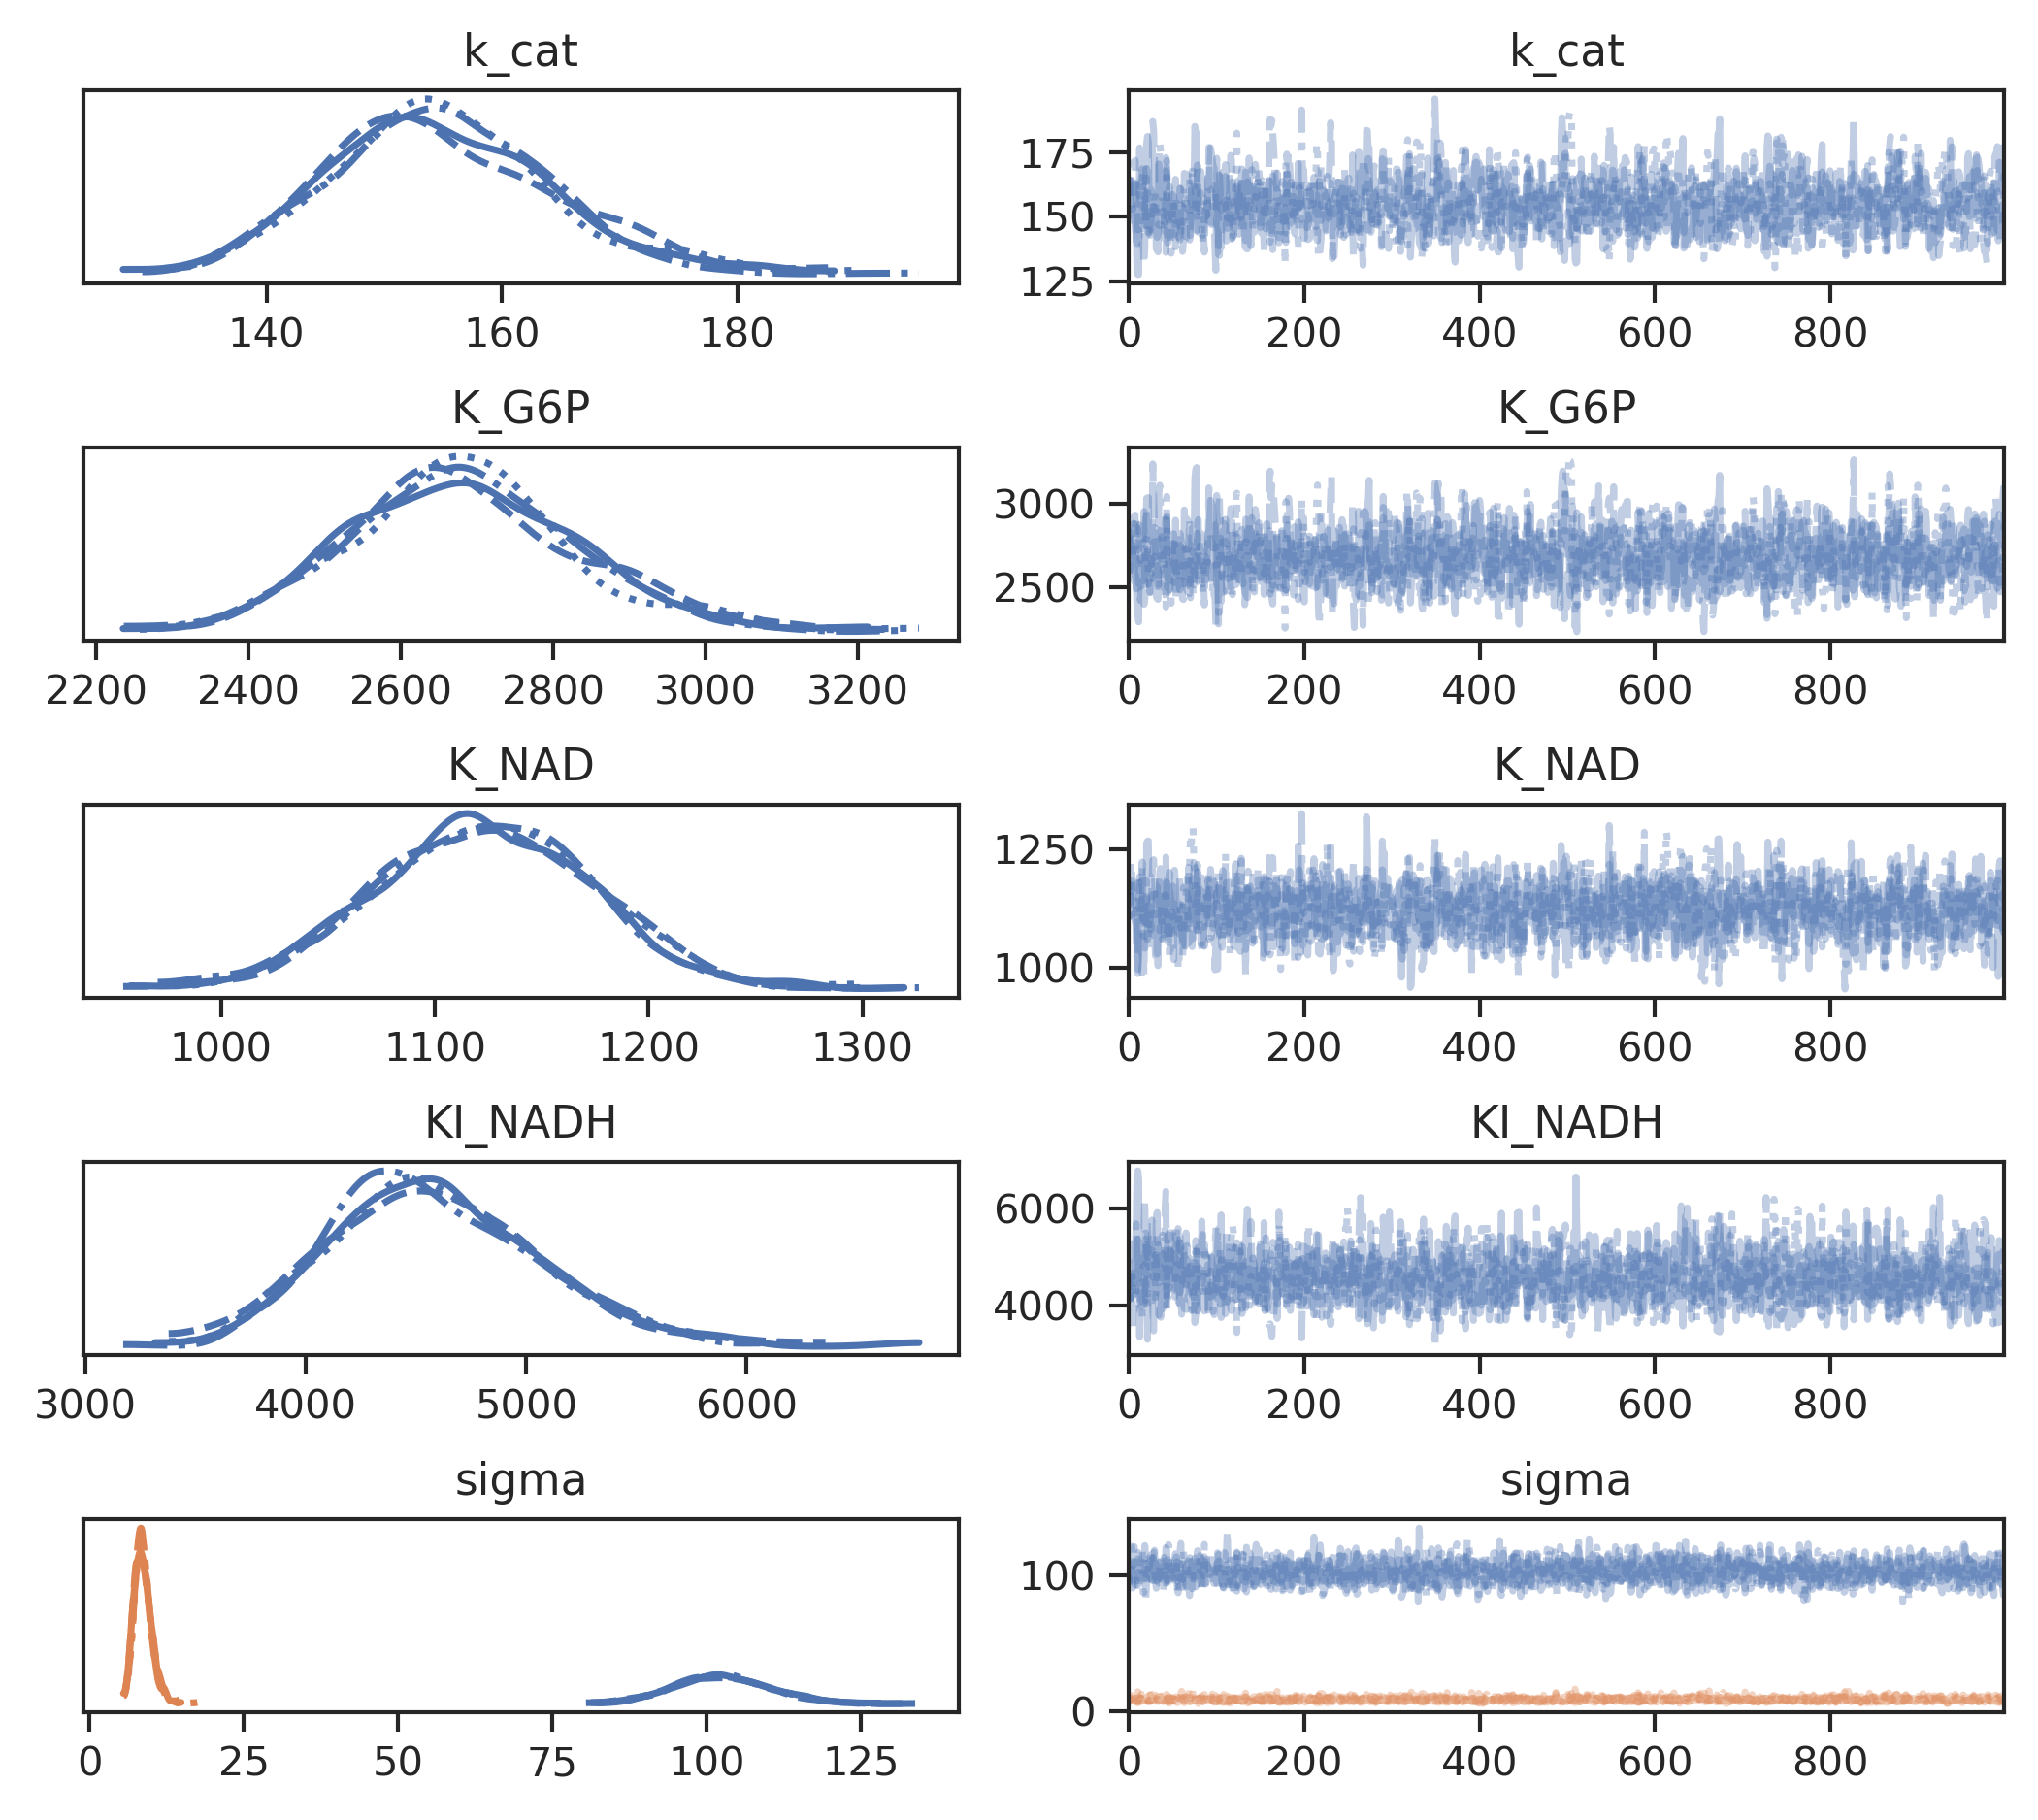 k_cat k_cat
175
150
125
140 160 180 0 200 400 600 800
K_G6P K_G6P
3000
2500
2200 2400 2600 2800 3000 3200 0 200 400 600 800
K_NAD K_NAD
1250
1000
1000 1100 1200 1300 0 200 400 600 800
KI_NADH KI_NADH
6000
4000
3000 4000 5000 6000 0 200 400 600 800
sigma sigma
100
0
0 25 50 75 100 125 0 200 400 600 800